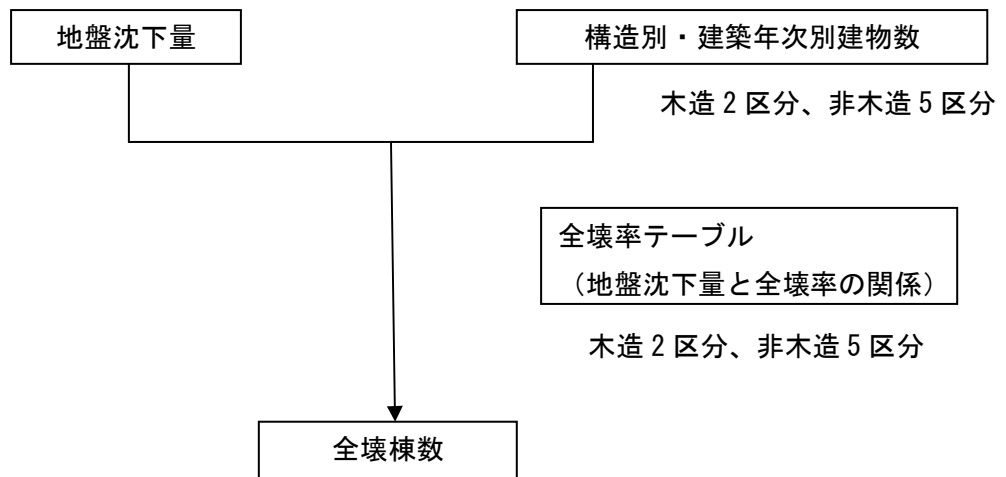 地盤沈下量
構造別・建築年次別建物数
木造2区分、非木造5区分
全壊率テーブル
（地盤沈下量と全壊率の関係）
木造2区分、非木造5区分
全壊棟数